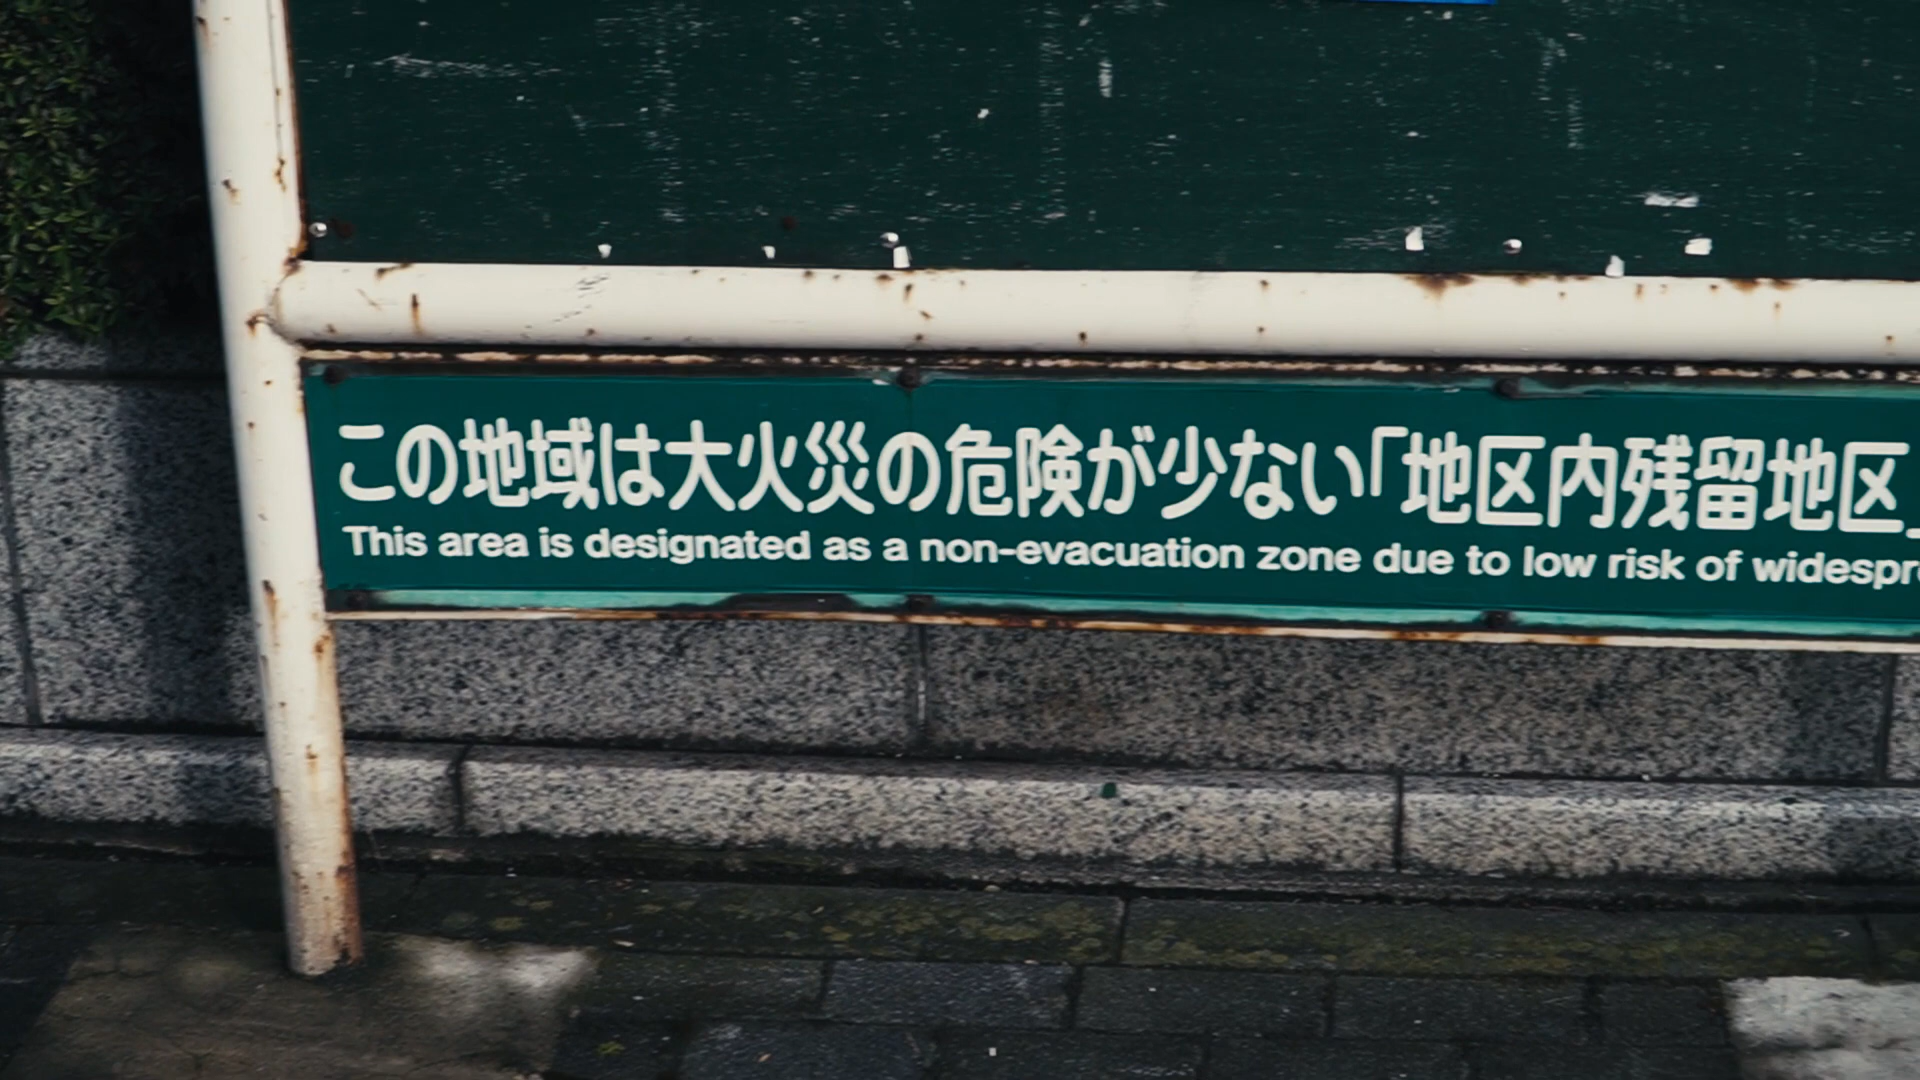 この地域は大火災の危険が少ない「地区内残留地区」
This area is designated as a non-evacuation zone due to low risk of widespr